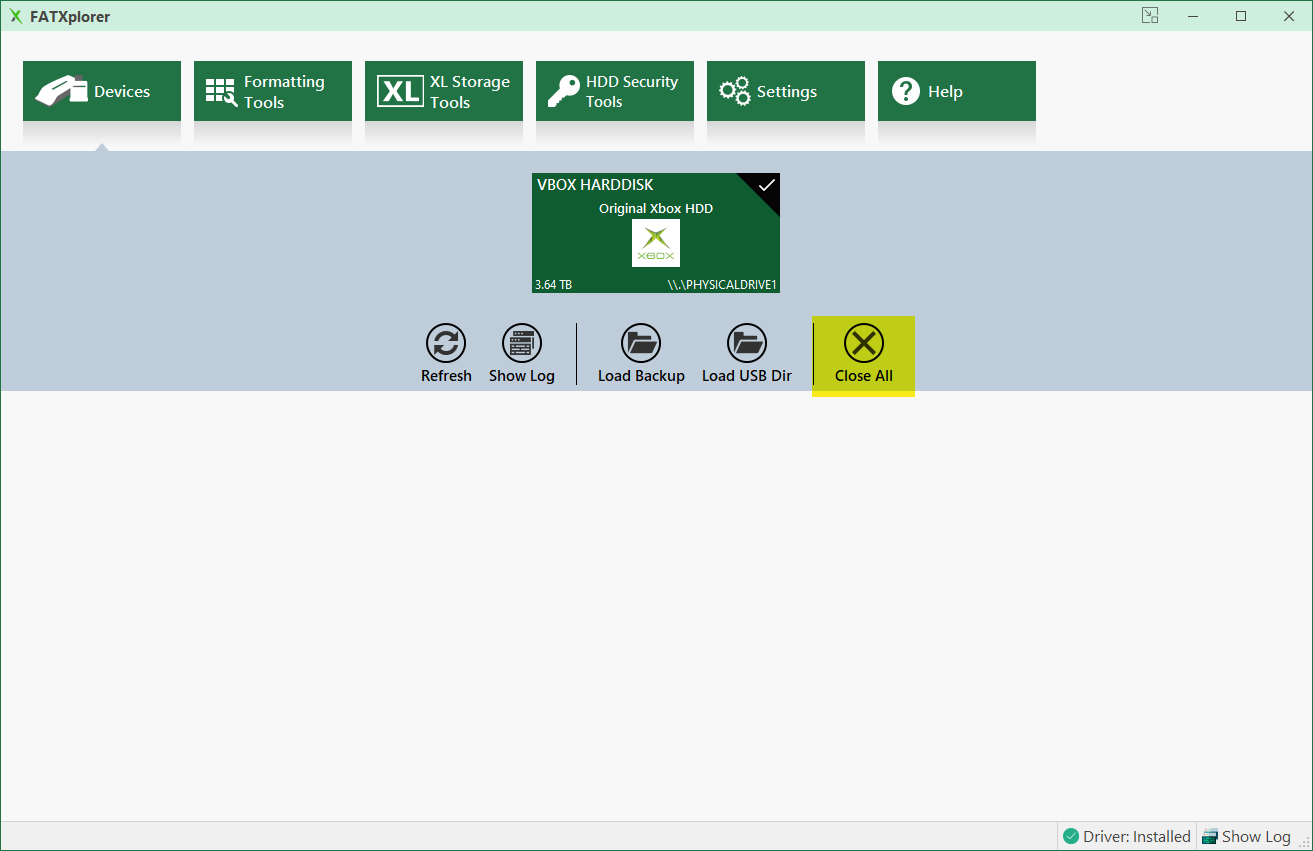 FATXplorer
Devices
Formatting
Tools
XL
XL Storage
Tools
HDD Security
Tools
Settings
?
Help
VBOX HARDDISK
Original Xbox HDD
XBOX
3.64 TB
\\.\PHYSICALDRIVE1
Refresh
Show Log
Load Backup
Load USB Dir
Close All
Driver: Installed
Show Log